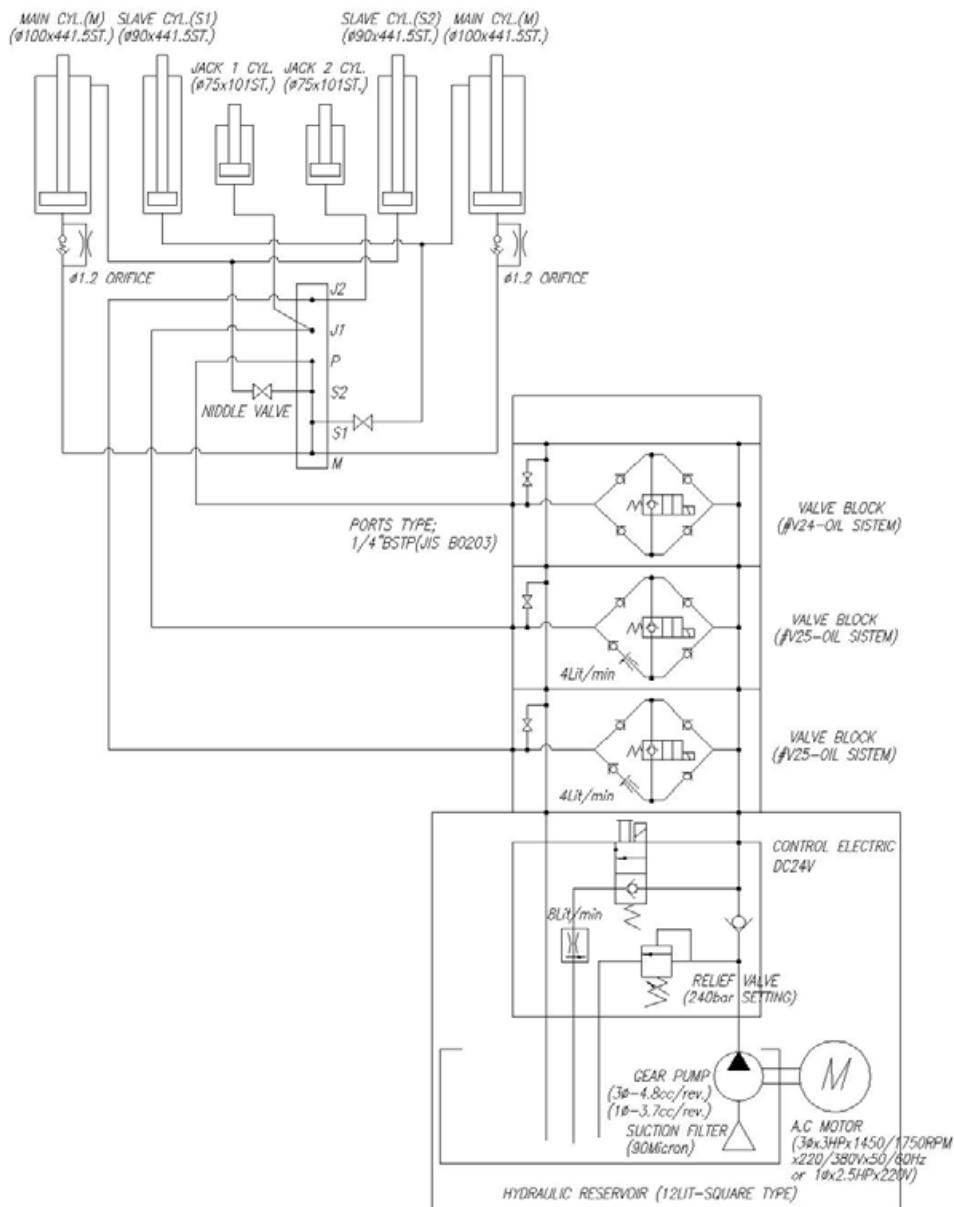 MAIN CYL.(M)
(ø100x441.5ST.)
SLAVE CYL.(S1)
(ø90x441.5ST.)
SLAVE CYL.(S2)
(ø90x441.5ST.)
MAIN CYL.(M)
(ø100x441.5ST.)
JACK 1 CYL.
(ø75x101ST.)
JACK 2 CYL.
(ø75x101ST.)
ø1.2 ORIFICE
ø1.2 ORIFICE
J2
J1
P
S2
NIDDLE VALVE
S1
M
PORTS TYPE;
1/4"BSTP(JIS B0203)
VALVE BLOCK
(#V24-OIL SISTEM)
VALVE BLOCK
(#V25-OIL SISTEM)
4Lit/min
VALVE BLOCK
(#V25-OIL SISTEM)
4Lit/min
CONTROL ELECTRIC
DC24V
8Lit/min
RELIEF VALVE
(240bar SETTING)
GEAR PUMP
(3ø-4.8cc/rev.)
(1ø-3.7cc/rev.)
SUCTION FILTER
(90Micron)
M
A.C MOTOR
(3øx3HPx1450/1750RPM
x220/380Vx50/60Hz
or 1øx2.5HPx220V)
HYDRAULIC RESERVOIR (12LIT-SQUARE TYPE)